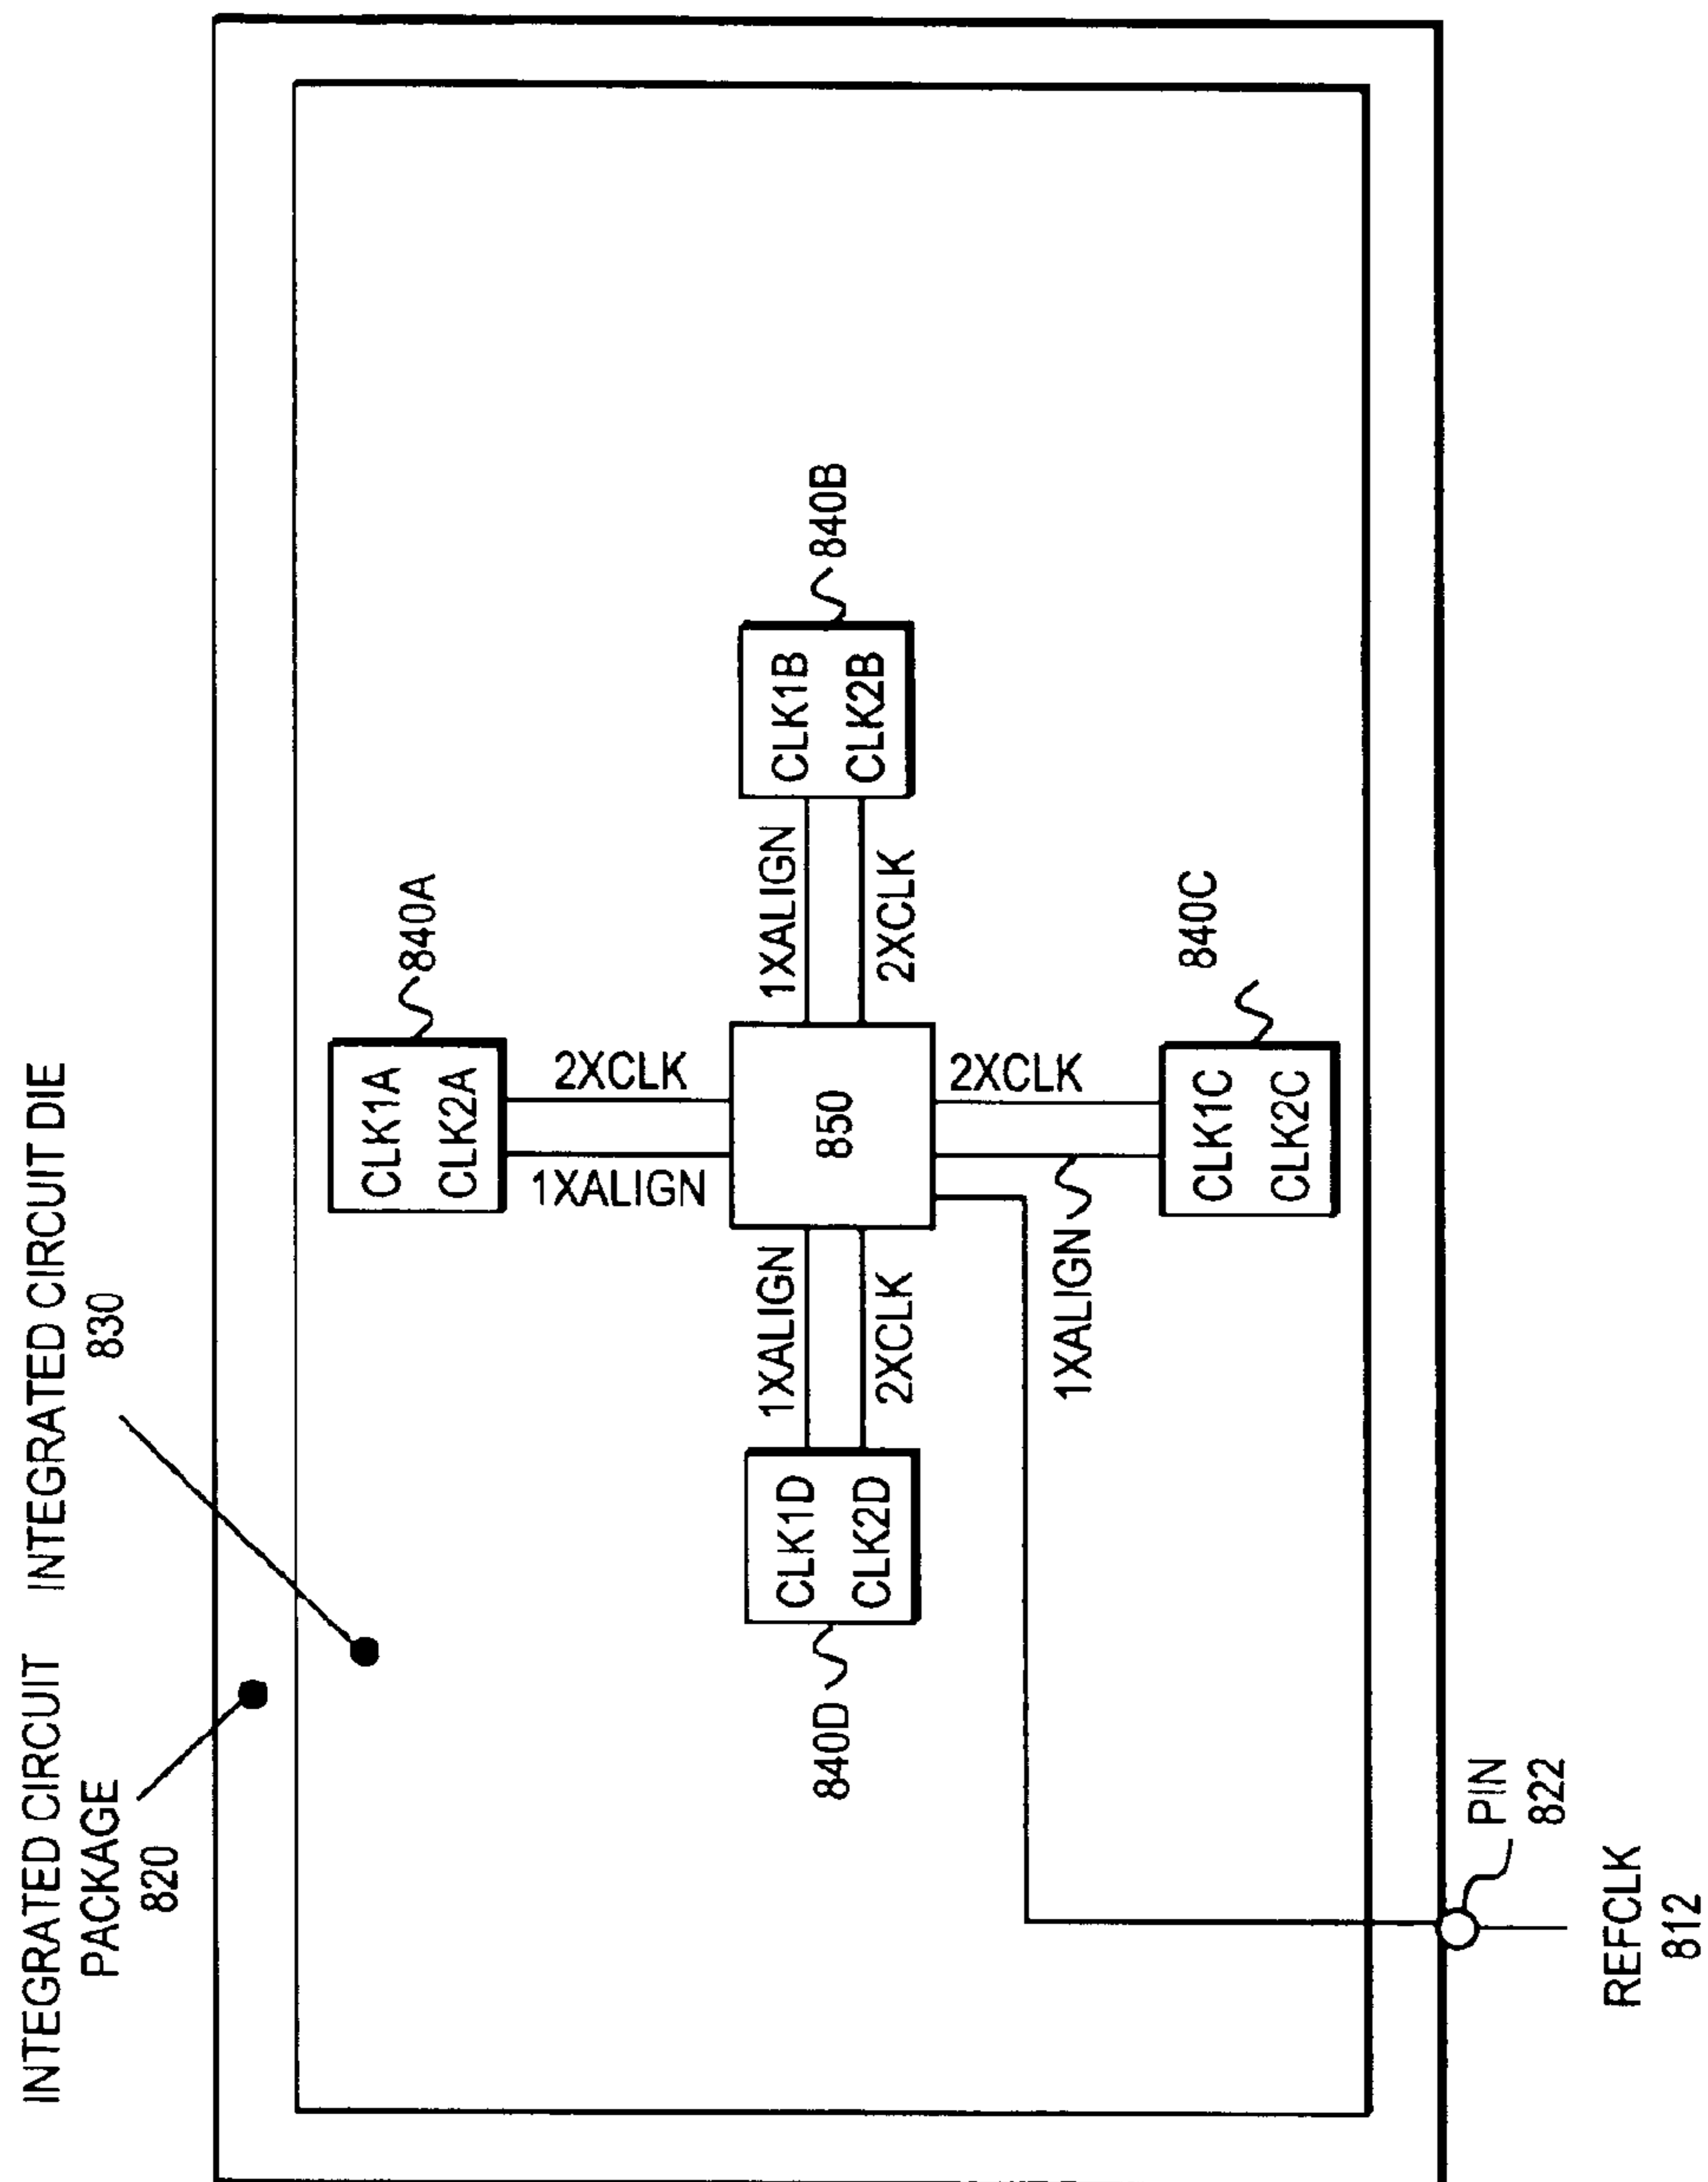 INTEGRATED CIRCUIT
PACKAGE
820
INTEGRATED CIRCUIT DIE
830
CLK1A
CLK2A
840A
1XALIGN
2XCLK
840D
CLK1D
CLK2D
1XALIGN
2XCLK
850
1XALIGN
2XCLK
CLK1B
CLK2B
840B
1XALIGN
2XCLK
CLK1C
CLK2C
840C
PIN
822
REFCLK
812